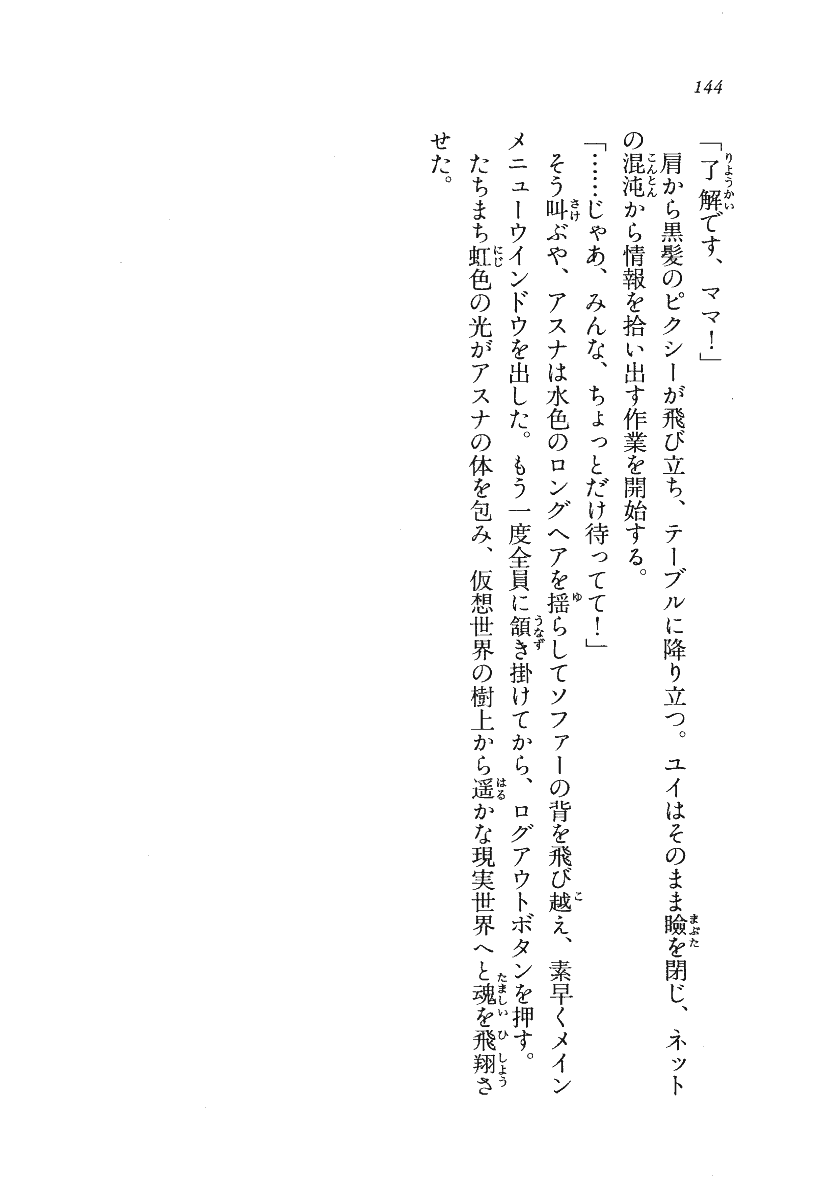 144
「了解です、ママ！」
肩から黒髪のピクシーが飛び立ち、テーブルに降り立つ。ユイはそのまま瞼を閉じ、ネット
の混沌から情報を拾い出す作業を開始する。
「……じゃあ、みんな、ちょっとだけ待ってて！」
そう叫ぶや、アスナは水色のロングヘアを揺らしてソファーの背を飛び越え、素早くメイン
メニューウインドウを出した。もう一度全員に頷き掛けてから、ログアウトボタンを押す。
たちまち虹色の光がアスナの体を包み、仮想世界の樹上から遥かな現実世界へと魂を飛翔さ
せた。